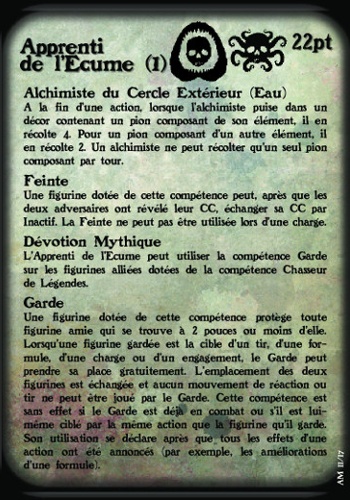 Apprenti
de l'Ecume (1)
22pt
Alchimiste du Cercle Extérieur (Eau)
A la fin d'une action, lorsque l'alchimiste puise dans un
décor contenant un pion composant de son élément, il en
récolte 4. Pour un pion composant d'un autre élément, il
en récolte 2. Un alchimiste ne peut récolter qu'un seul pion
composant par tour.
Feinte
Une figurine dotée de cette compétence peut, après que les
deux adversaires ont révélé leur CC, échanger sa CC par
Inactif. La Feinte ne peut pas être utilisée lors d'une charge.
Dévotion Mythique
L'Apprenti de l'Ecume peut utiliser la compétence Garde
sur les figurines alliées dotées de la compétence Chasseur
de Légendes.
Garde
Une figurine dotée de cette compétence protège toute
figurine amie qui se trouve à 2 pouces ou moins d'elle.
Lorsqu'une figurine gardée est la cible d'un tir, d'une for-
mule, d'une charge ou d'un engagement, le Garde peut
prendre sa place gratuitement. L'emplacement des deux
figurines est échangée et aucun mouvement de réaction ou
tir ne peut être joué par le Garde. Cette compétence est
sans effet si le Garde est déjà en combat ou s'il est lui-
même ciblé par la même action que la figurine qu'il garde.
Son utilisation se déclare après que tous les effets d'une
action ont été annoncés (par exemple, les améliorations
d'une formule).
AM 11/17